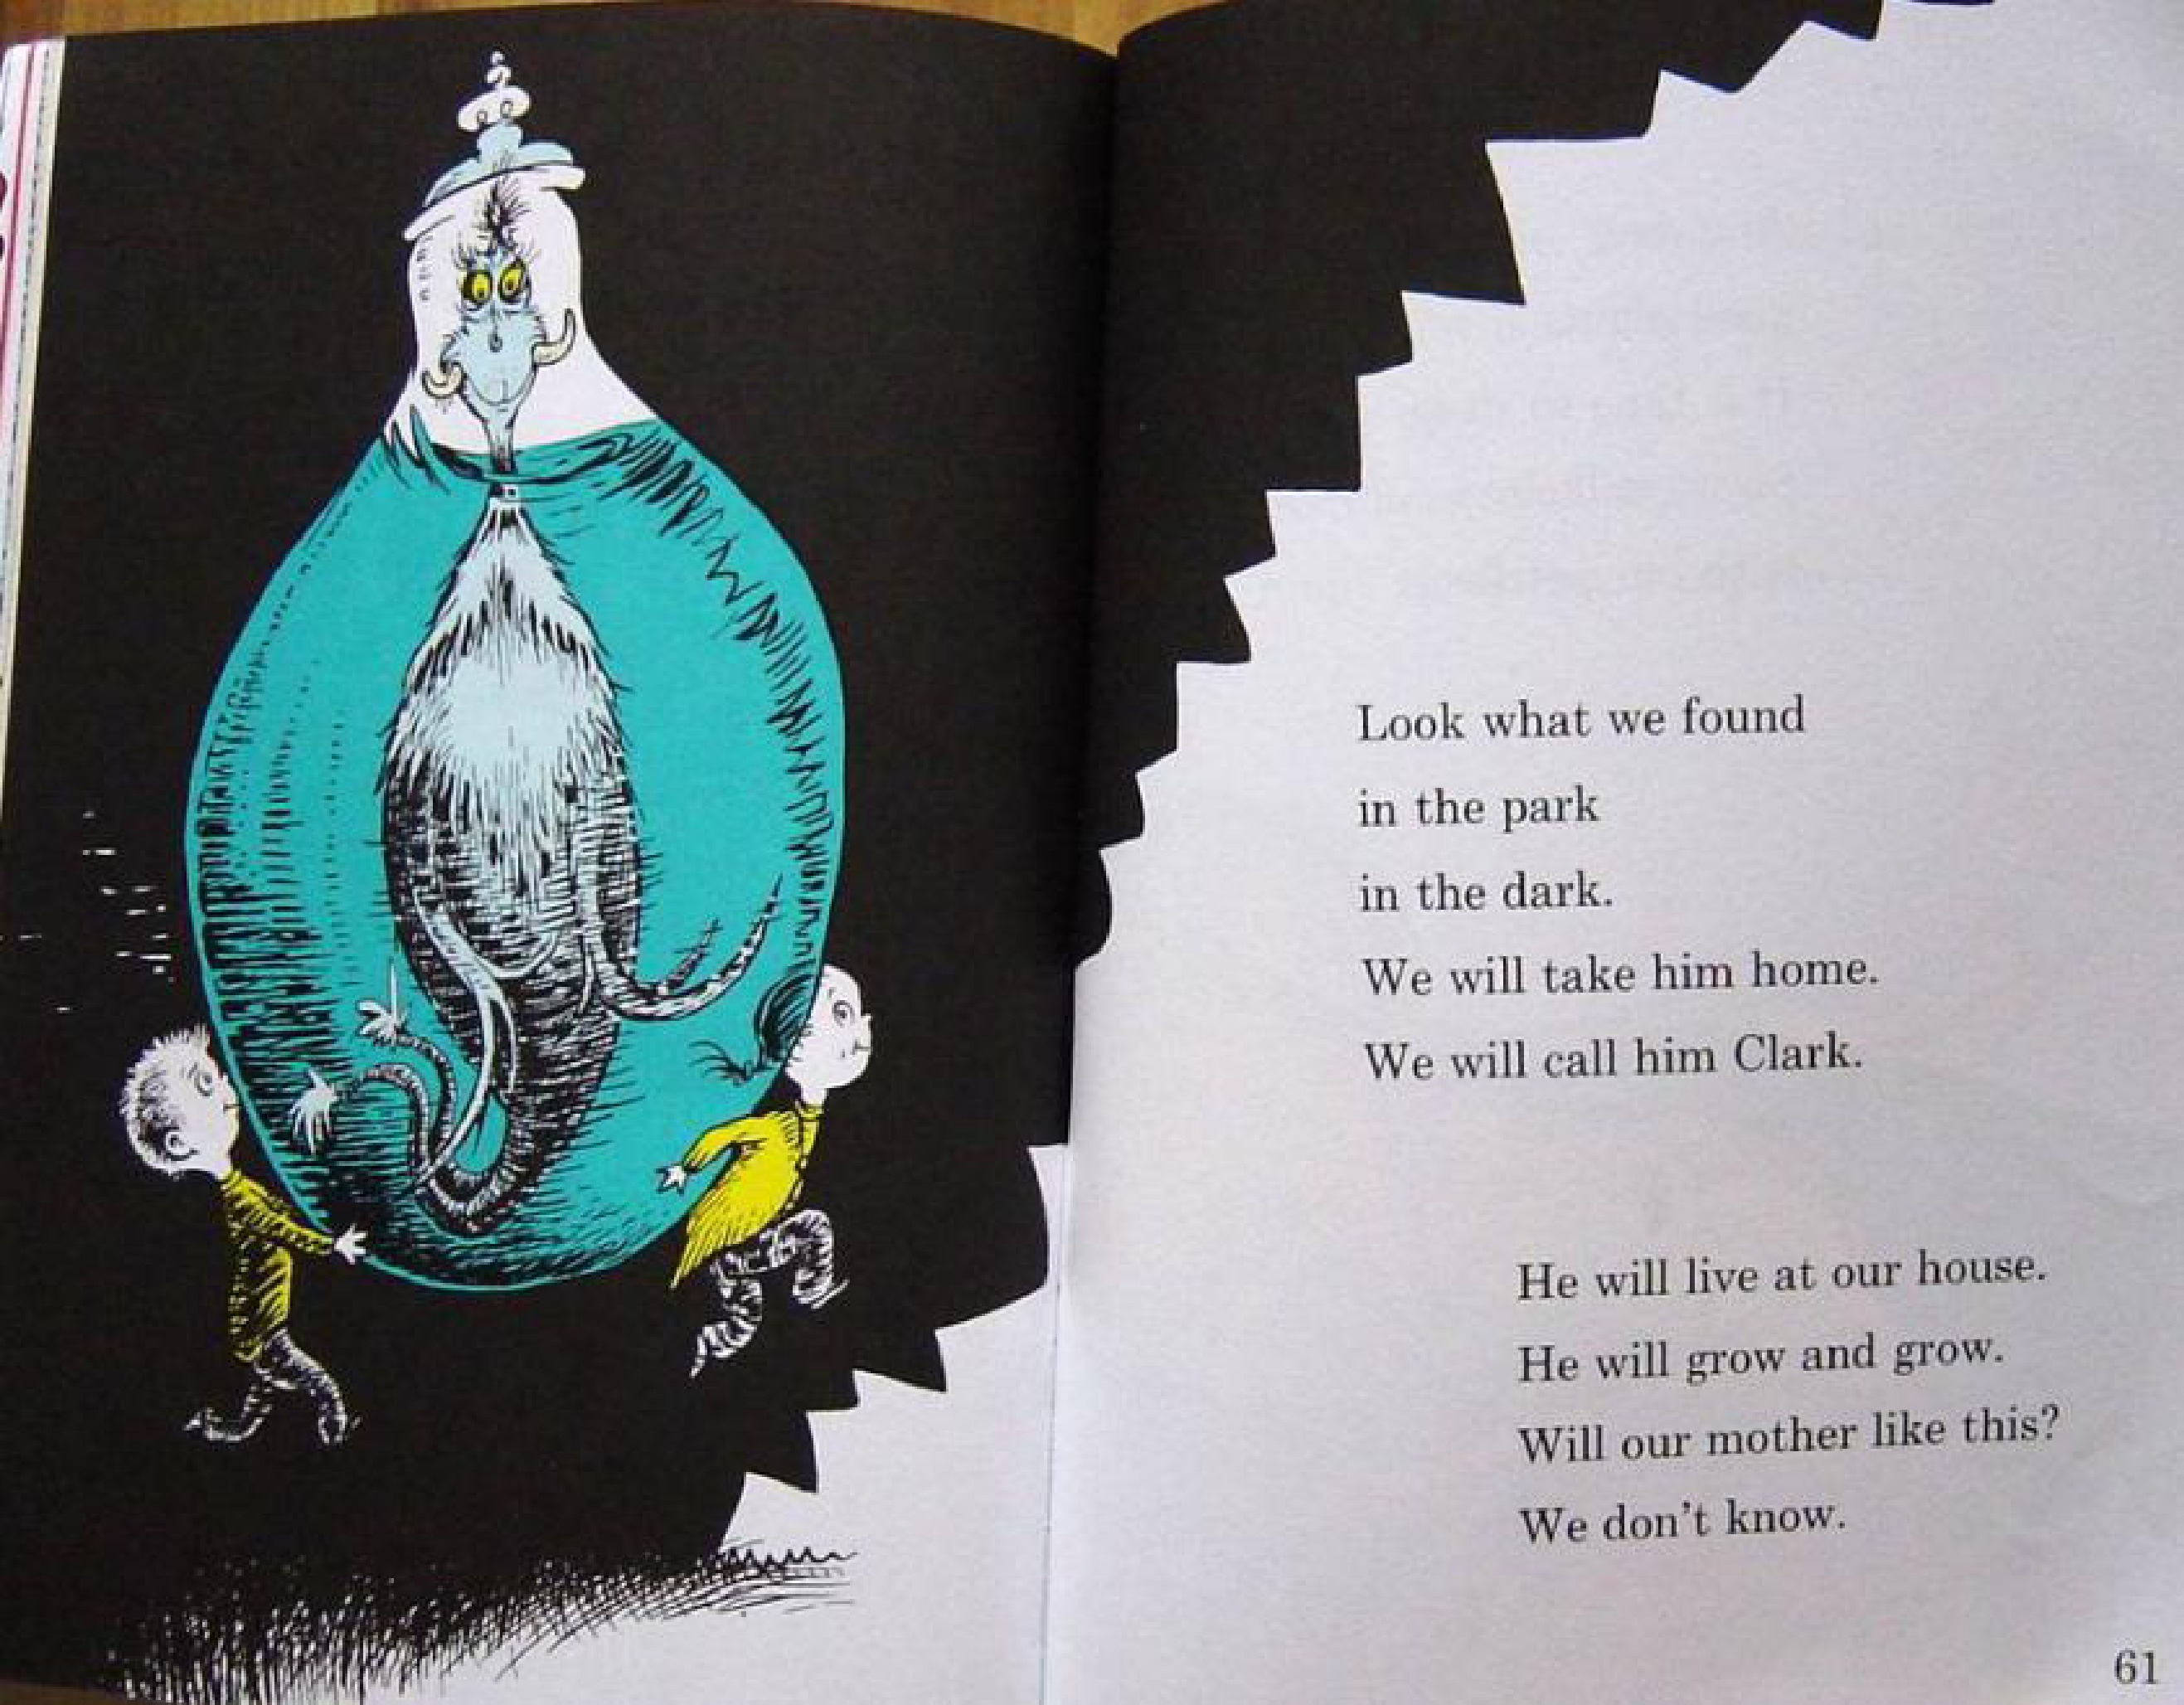 Look what we found
in the park
in the dark.
We will take him home.
We will call him Clark.
He will live at our house.
He will grow and grow.
Will our mother like this?
We don't know.
61